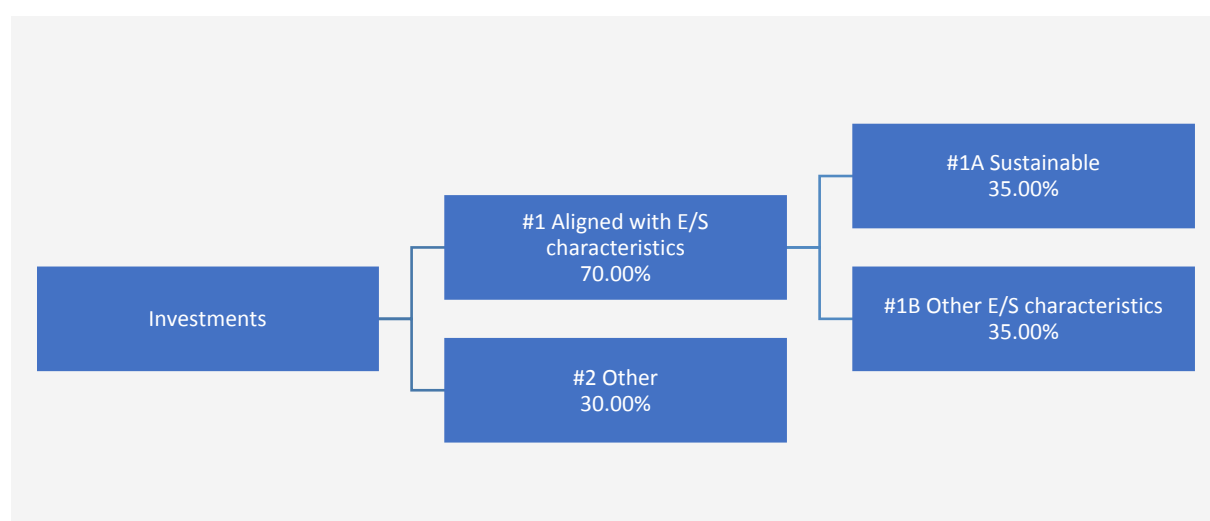 Investments
#1 Aligned with E/S
characteristics
70.00%
#2 Other
30.00%
#1A Sustainable
35.00%
#1B Other E/S characteristics
35.00%